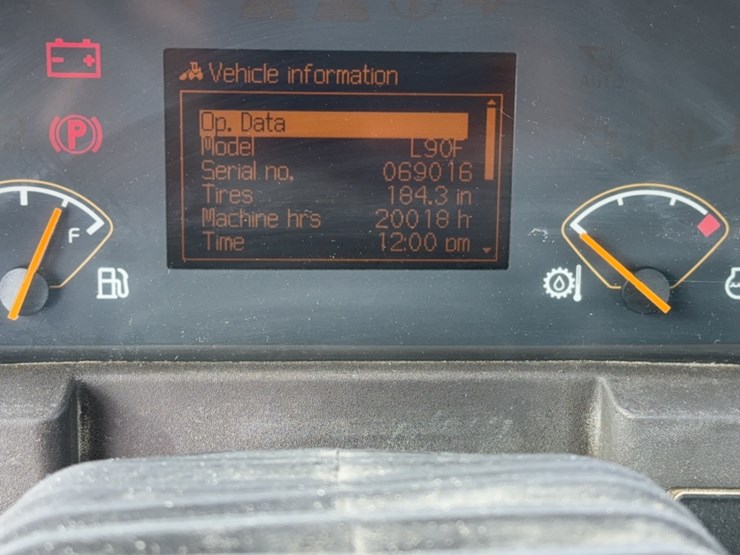 Vehicle information
Op. Data
Model L90F
Serial no. 069016
Tires 184.3 in
Machine hrs 20018 h
Time 12:00 pm
P
F